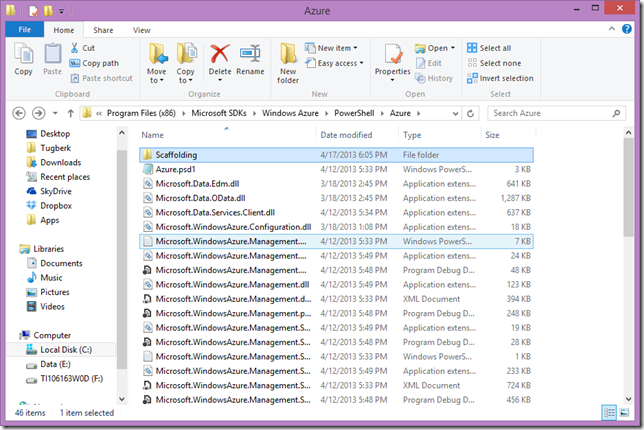 Azure
File Home Share View
Copy Paste Cut Copy path Paste shortcut Move to Copy to Delete Rename New folder New item Easy access Properties Open Edit History Select all Select none Invert selection
Clipboard Organize New Open Select
« Program Files (x86) Microsoft SDKs Windows Azure PowerShell Azure Search Azure
Name Date modified Type Size
Desktop
Tugberk
Downloads
Recent places
SkyDrive
Dropbox
Apps
Libraries
Documents
Music
Pictures
Videos
Computer
Local Disk (C:)
Data (E:)
TI106163W0D (F:)
Scaffolding 4/17/2013 6:05 PM File folder
Azure.psd1 4/12/2013 5:33 PM Windows PowerS... 3 KB
Microsoft.Data.Edm.dll 3/18/2013 2:45 PM Application extens... 641 KB
Microsoft.Data.OData.dll 3/18/2013 2:45 PM Application extens... 1,287 KB
Microsoft.Data.Services.Client.dll 4/12/2013 5:34 PM Application extens... 637 KB
Microsoft.WindowsAzure.Configuration.dll 3/18/2013 1:08 PM Application extens... 18 KB
Microsoft.WindowsAzure.Management.... 4/12/2013 5:33 PM Windows PowerS... 7 KB
Microsoft.WindowsAzure.Management.... 4/12/2013 5:49 PM Application extens... 24 KB
Microsoft.WindowsAzure.Management.... 4/12/2013 5:49 PM Program Debug D... 48 KB
Microsoft.WindowsAzure.Management.dll 4/12/2013 5:49 PM Application extens... 123 KB
Microsoft.WindowsAzure.Management.d... 4/12/2013 5:33 PM XML Document 394 KB
Microsoft.WindowsAzure.Management.p... 4/12/2013 5:49 PM Program Debug D... 248 KB
Microsoft.WindowsAzure.Management.S... 4/12/2013 5:49 PM Application extens... 19 KB
Microsoft.WindowsAzure.Management.S... 4/12/2013 5:49 PM Program Debug D... 28 KB
Microsoft.WindowsAzure.Management.S... 4/12/2013 5:33 PM Windows PowerS... 1 KB
Microsoft.WindowsAzure.Management.S... 4/12/2013 5:49 PM Application extens... 233 KB
Microsoft.WindowsAzure.Management.S... 4/12/2013 5:33 PM XML Document 724 KB
Microsoft.WindowsAzure.Management.S... 4/12/2013 5:48 PM Program Debug D... 456 KB
46 items 1 item selected